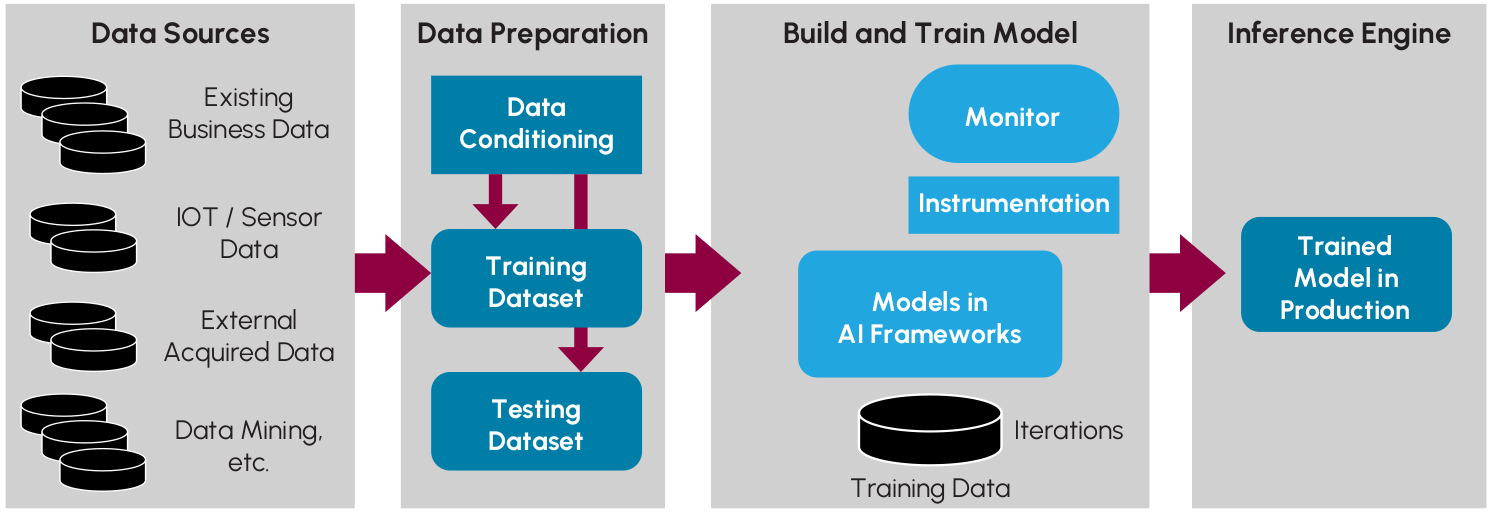 Data Sources
Existing
Business Data
IOT / Sensor
Data
External
Acquired Data
Data Mining,
etc.
Data Preparation
Data
Conditioning
Training
Dataset
Testing
Dataset
Build and Train Model
Monitor
Instrumentation
Models in
AI Frameworks
Iterations
Training Data
Inference Engine
Trained
Model in
Production